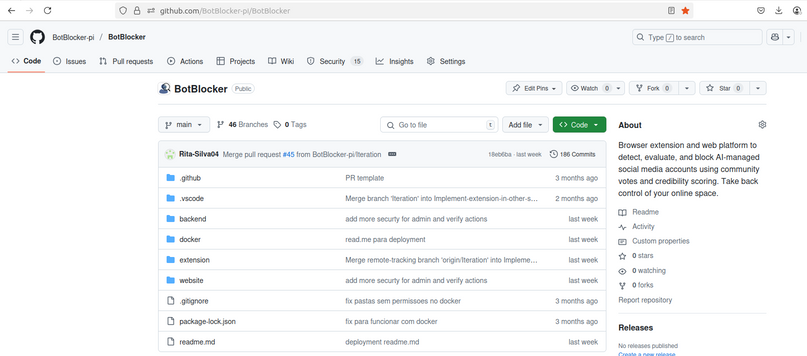 github.com/BotBlocker-pi/BotBlocker
BotBlocker-pi / BotBlocker
Type / to search
Code Issues Pull requests Actions Projects Wiki Security 15 Insights Settings
BotBlocker Public
Edit Pins Watch 0 Fork 0 Star 0
main 46 Branches 0 Tags Go to file t Add file Code
Rita-Silva04 Merge pull request #45 from BotBlocker-pi/Iteration 18eb6ba · last week 186 Commits
.github PR template 3 months ago
.vscode Merge branch 'Iteration' into Implement-extension-in-other-s... 2 months ago
backend add more securty for admin and verify actions last week
docker read.me para deployment last week
extension Merge remote-tracking branch 'origin/Iteration' into Impleme... last week
website add more securty for admin and verify actions last week
.gitignore fix pastas sem permissoes no docker 3 months ago
package-lock.json fix para funcionar com docker 3 months ago
readme.md deployment readme.md last week
About
Browser extension and web platform to
detect, evaluate, and block AI-managed
social media accounts using community
votes and credibility scoring. Take back
control of your online space.
Readme
Activity
Custom properties
0 stars
0 watching
0 forks
Report repository
Releases
No releases published
Create a new release